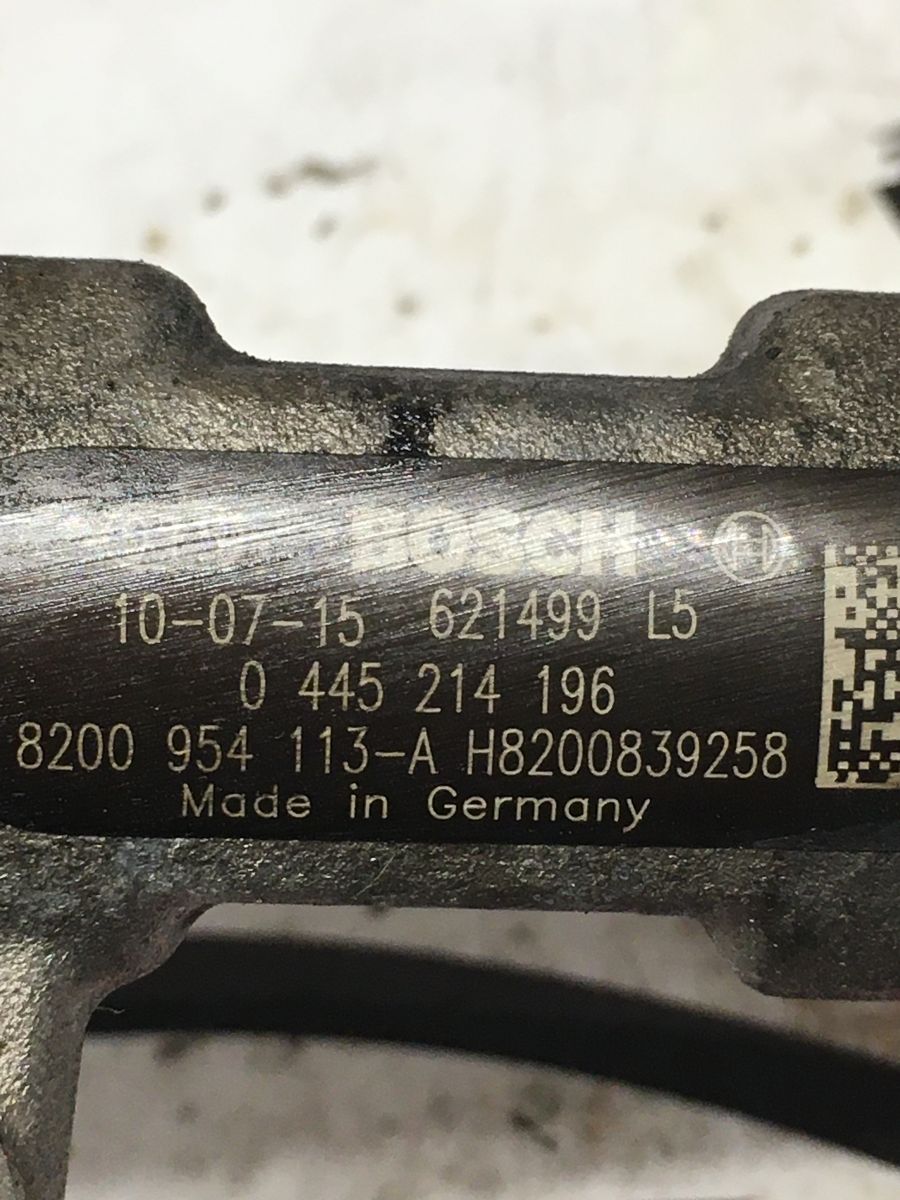 BOSCH
10-07-15 621499 L5
0 445 214 196
8200 954 113-A H8200839258
Made in Germany